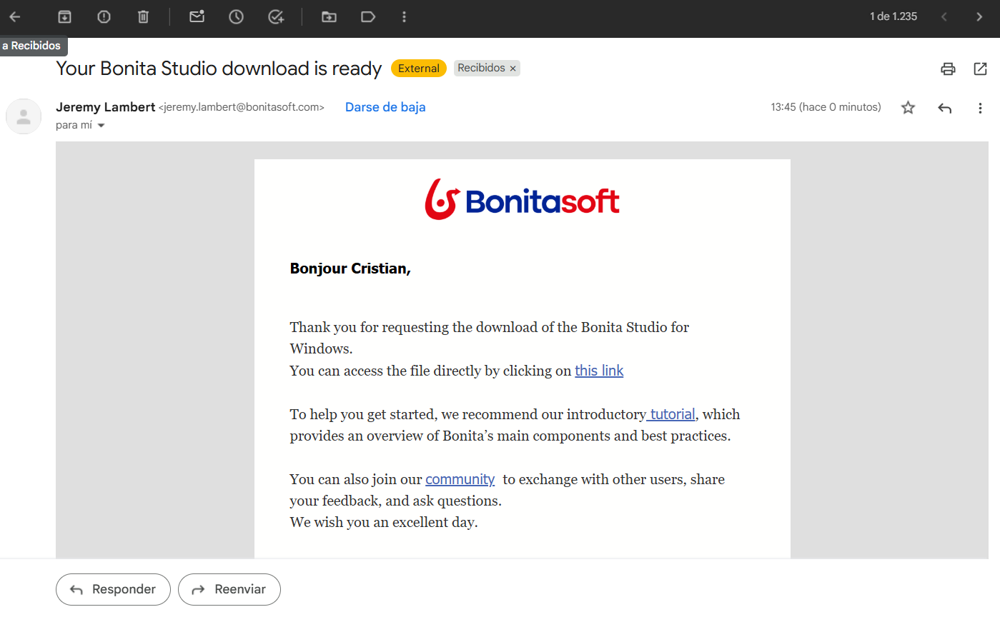 1 de 1.235
a Recibidos
Your Bonita Studio download is ready External Recibidos ×
Jeremy Lambert <jeremy.lambert@bonitasoft.com> Darse de baja 13:45 (hace 0 minutos)
para mí
Bonitasoft
Bonjour Cristian,
Thank you for requesting the download of the Bonita Studio for
Windows.
You can access the file directly by clicking on this link
To help you get started, we recommend our introductory tutorial, which
provides an overview of Bonita’s main components and best practices.
You can also join our community to exchange with other users, share
your feedback, and ask questions.
We wish you an excellent day.
Responder Reenviar